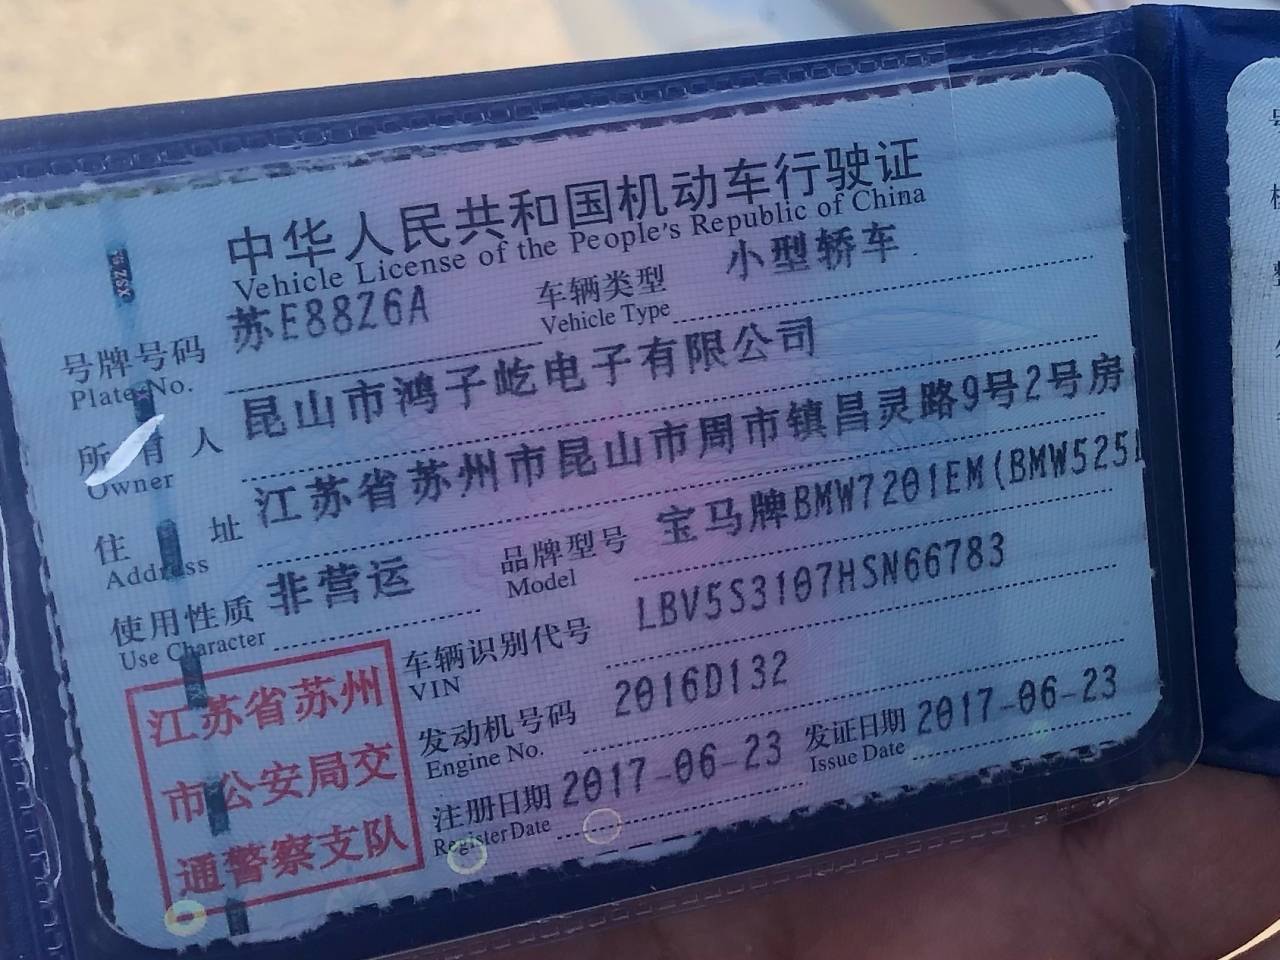 中华人民共和国机动车行驶证
Vehicle License of the People's Republic of China
号牌号码 苏E88Z6A 车辆类型 小型轿车
Plate No. Vehicle Type
所有人 昆山市鸿子屹电子有限公司
Owner
住址 江苏省苏州市昆山市周市镇昌灵路9号2号房
Address
使用性质 非营运 品牌型号 宝马牌BMW7201EM(BMW525L
Use Character Model
车辆识别代号 LBV5S3107HSN66783
VIN
发动机号码 2016D132
Engine No.
注册日期 2017-06-23 发证日期 2017-06-23
Register Date Issue Date
江苏省苏州
市公安局交
通警察支队